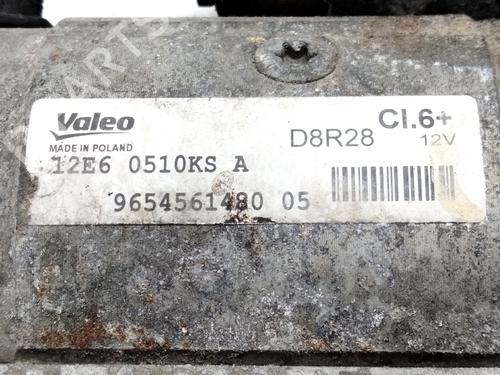 Valeo
MADE IN POLAND
D8R28
Cl.6+
12V
12E6 0510KS A
9654561480 05